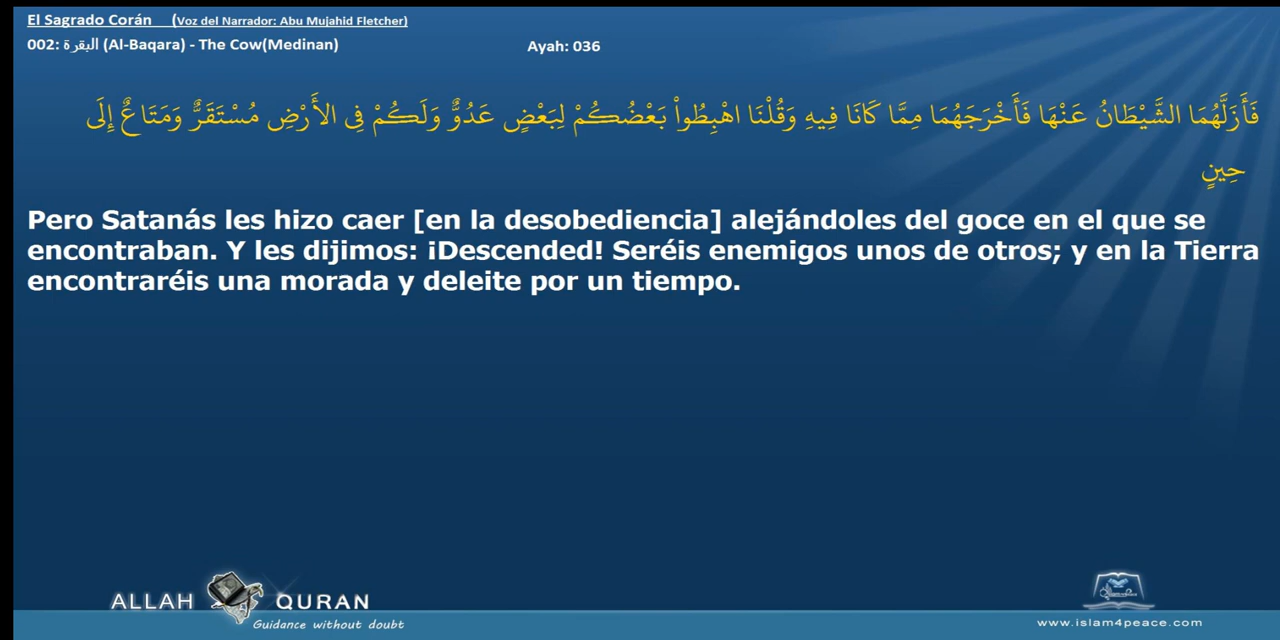 El Sagrado Corán (Voz del Narrador: Abu Mujahid Fletcher)
002: البقرة (Al-Baqara) - The Cow(Medinan) Ayah: 036
فَأَزَلَّهُمَا الشَّيْطَانُ عَنْهَا فَأَخْرَجَهُمَا مِمَّا كَانَا فِيهِ وَقُلْنَا اهْبِطُواْ بَعْضُكُمْ لِبَعْضٍ عَدُوٌّ وَلَكُمْ فِى الأَرْضِ مُسْتَقَرٌّ وَمَتَاعٌ إِلَى
حِينٍ
Pero Satanás les hizo caer [en la desobediencia] alejándoles del goce en el que se
encontraban. Y les dijimos: ¡Descended! Seréis enemigos unos de otros; y en la Tierra
encontraréis una morada y deleite por un tiempo.
ALLAH QURAN
Guidance without doubt
www.islam4peace.com